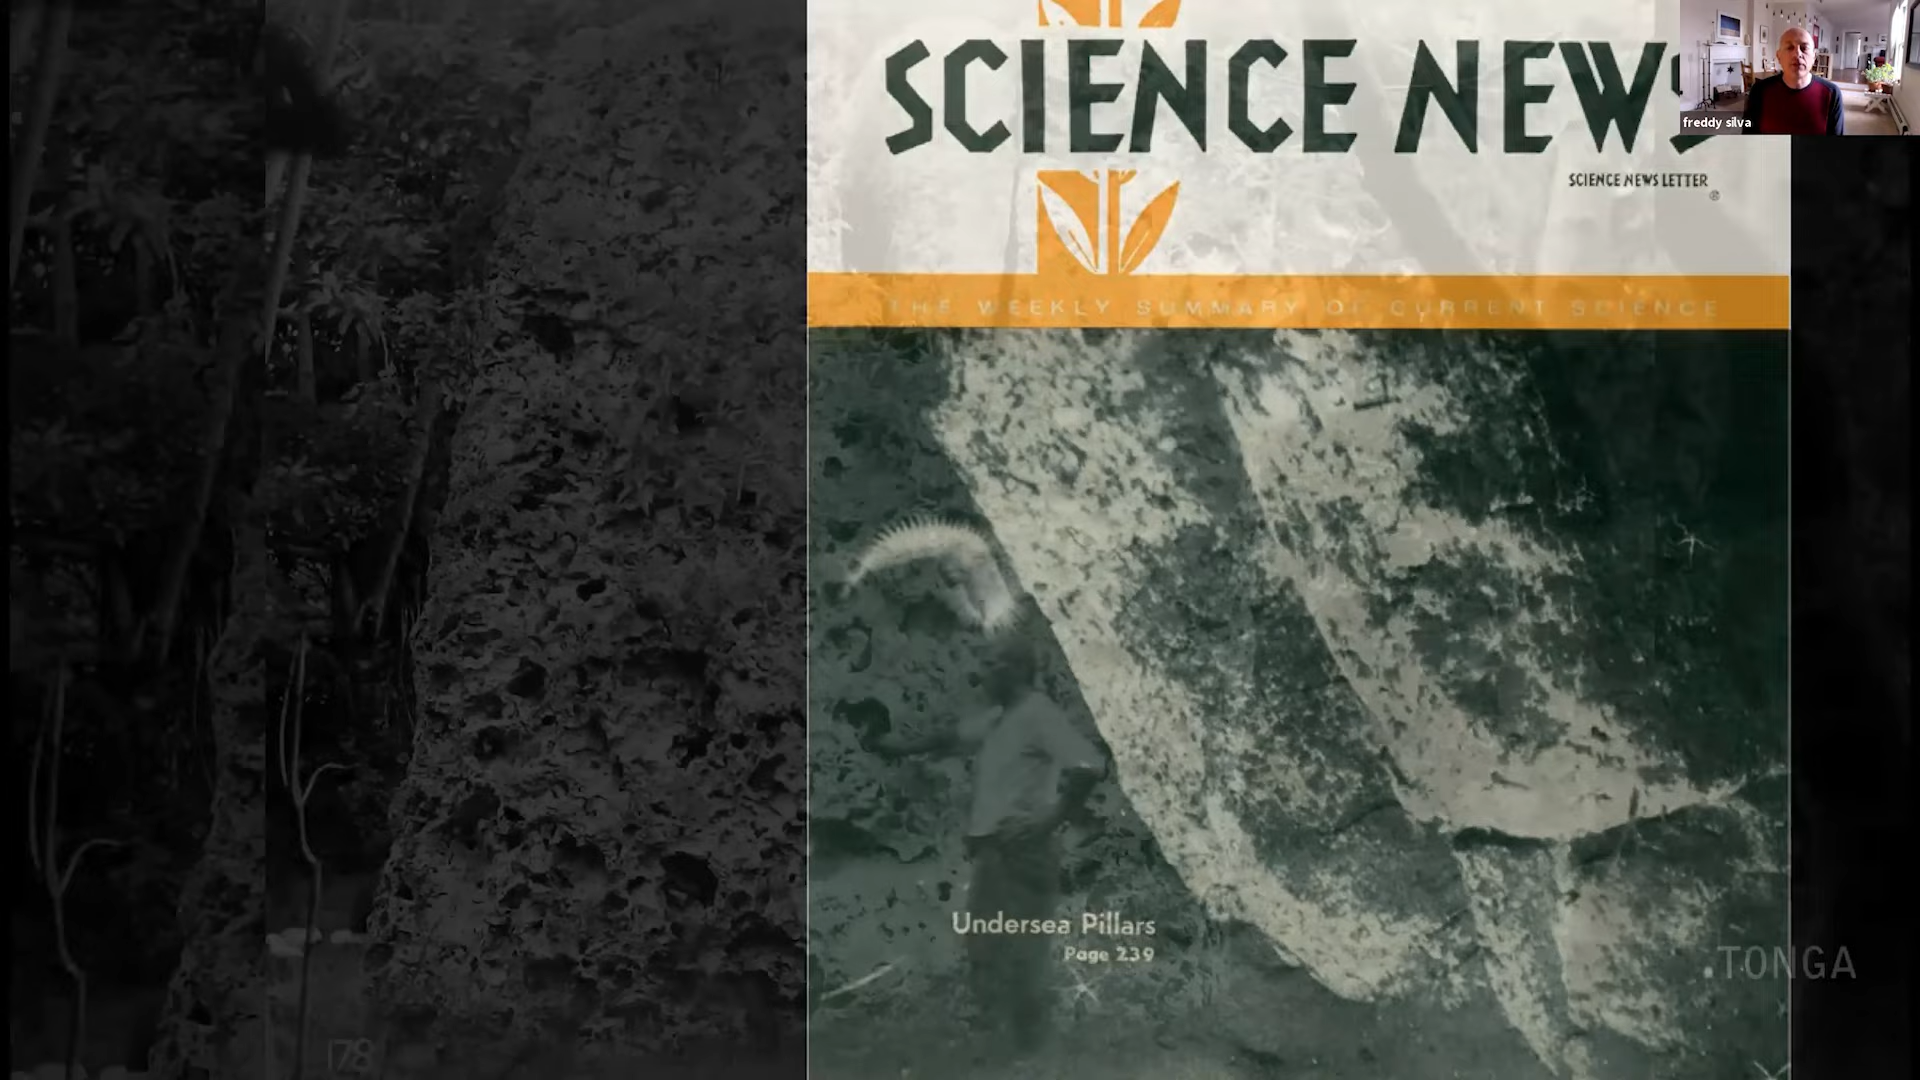 SCIENCE NEWS
freddy silva
SCIENCE NEWS LETTER
®
THE WEEKLY SUMMARY OF CURRENT SCIENCE
Undersea Pillars
Page 239
.TONGA
178